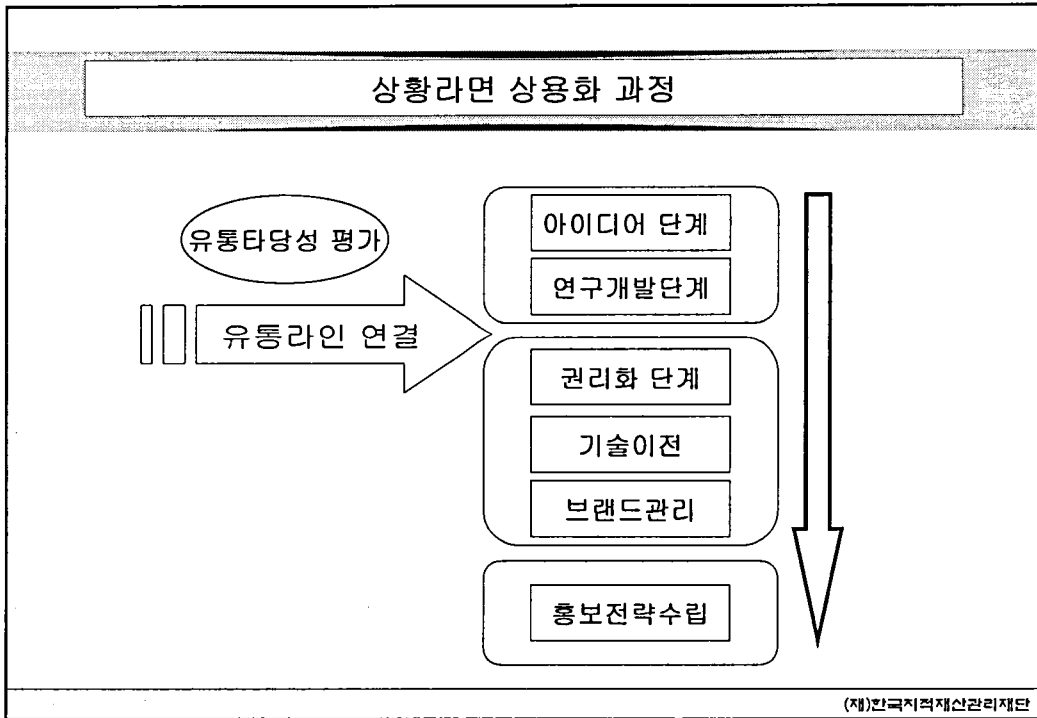 상황라면 상용화 과정
유통타당성 평가
유통라인 연결
아이디어 단계
연구개발단계
권리화 단계
기술이전
브랜드관리
홍보전략수립
(재)한국지적재산관리재단